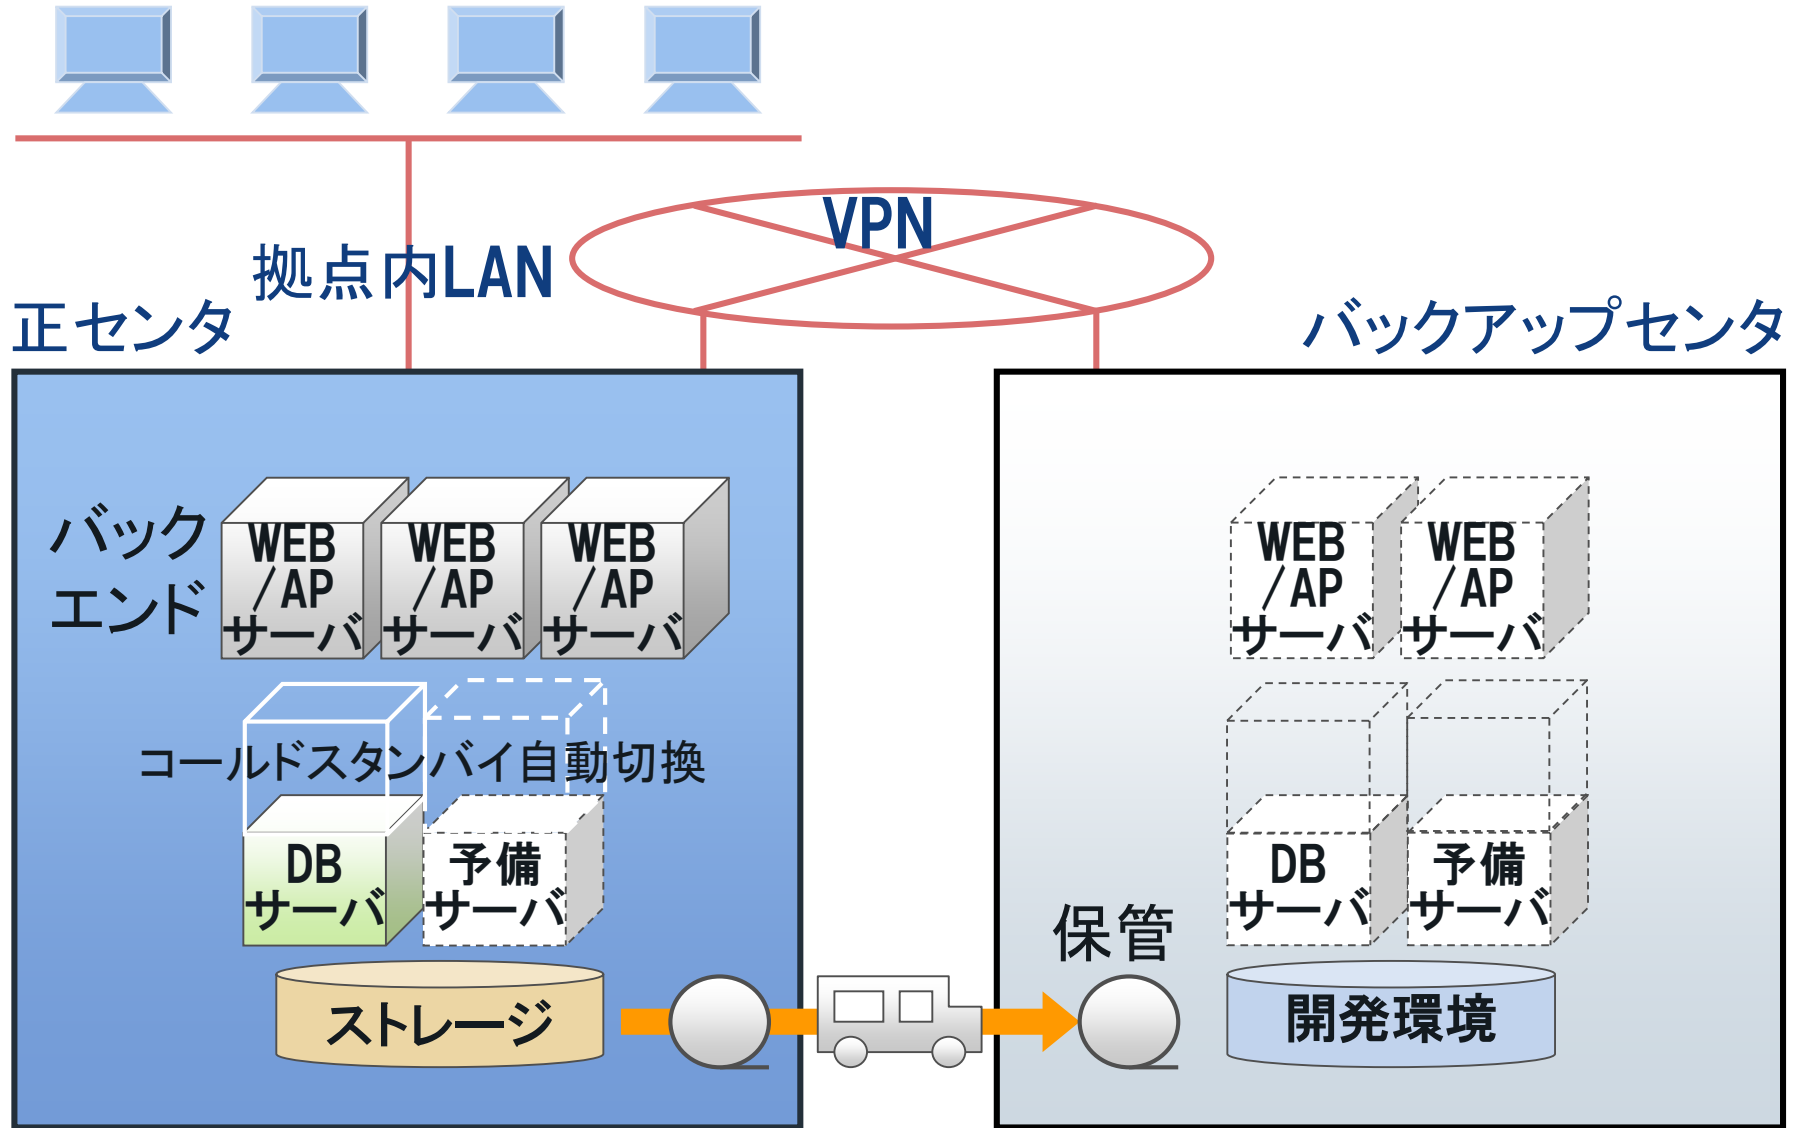 VPN
拠点内LAN
正センタ
バックアップセンタ
バック
エンド
WEB
/AP
サーバ
WEB
/AP
サーバ
WEB
/AP
サーバ
WEB
/AP
サーバ
WEB
/AP
サーバ
コールドスタンバイ自動切換
DB
サーバ
予備
サーバ
DB
サーバ
予備
サーバ
保管
ストレージ
開発環境